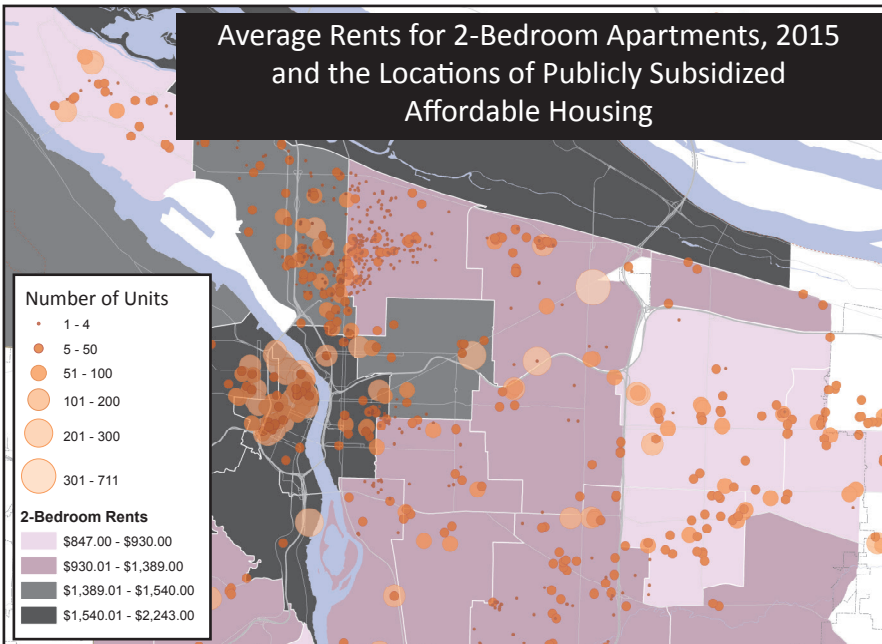 Average Rents for 2-Bedroom Apartments, 2015
and the Locations of Publicly Subsidized
Affordable Housing
Number of Units
1 - 4
5 - 50
51 - 100
101 - 200
201 - 300
301 - 711
2-Bedroom Rents
$847.00 - $930.00
$930.01 - $1,389.00
$1,389.01 - $1,540.00
$1,540.01 - $2,243.00